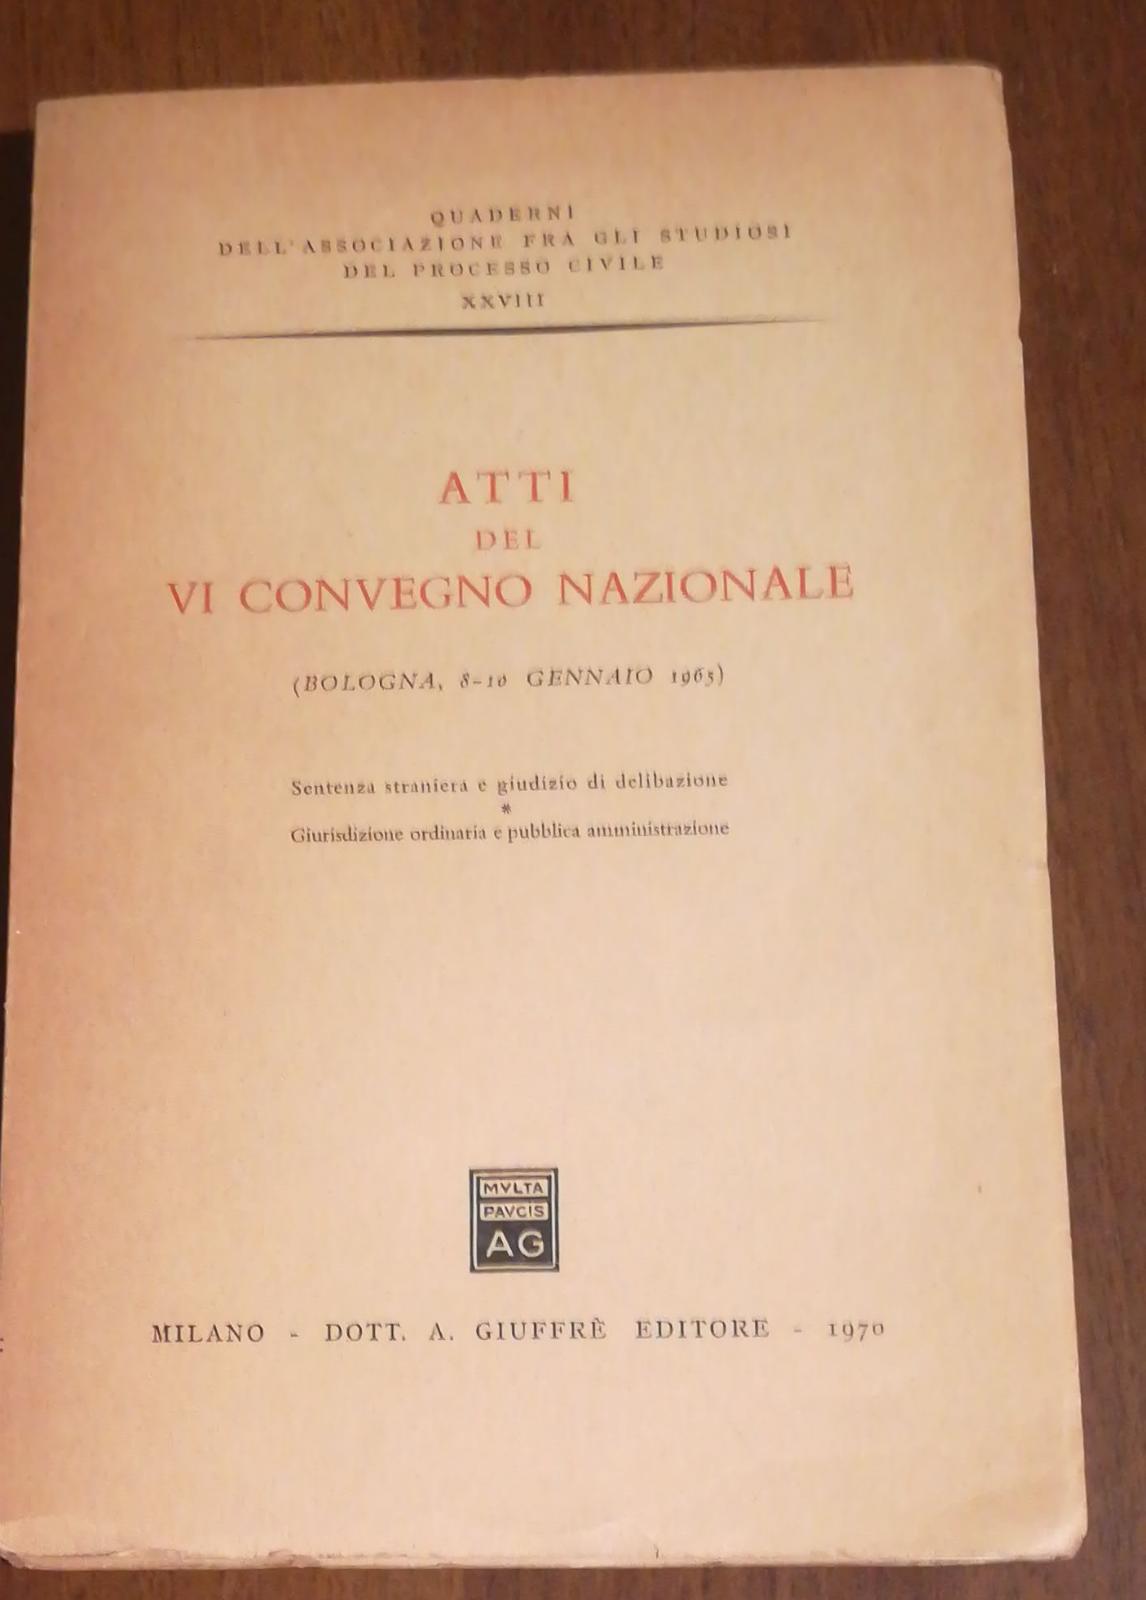 QUADERNI
DELL'ASSOCIAZIONE FRA GLI STUDIOSI
DEL PROCESSO CIVILE
XXVIII
ATTI
DEL
VI CONVEGNO NAZIONALE
(BOLOGNA, 8-10 GENNAIO 1965)
Sentenza straniera e giudizio di delibazione
*
Giurisdizione ordinaria e pubblica amministrazione
MVLTA
PAVCIS
AG
MILANO - DOTT. A. GIUFFRÈ EDITORE - 1970